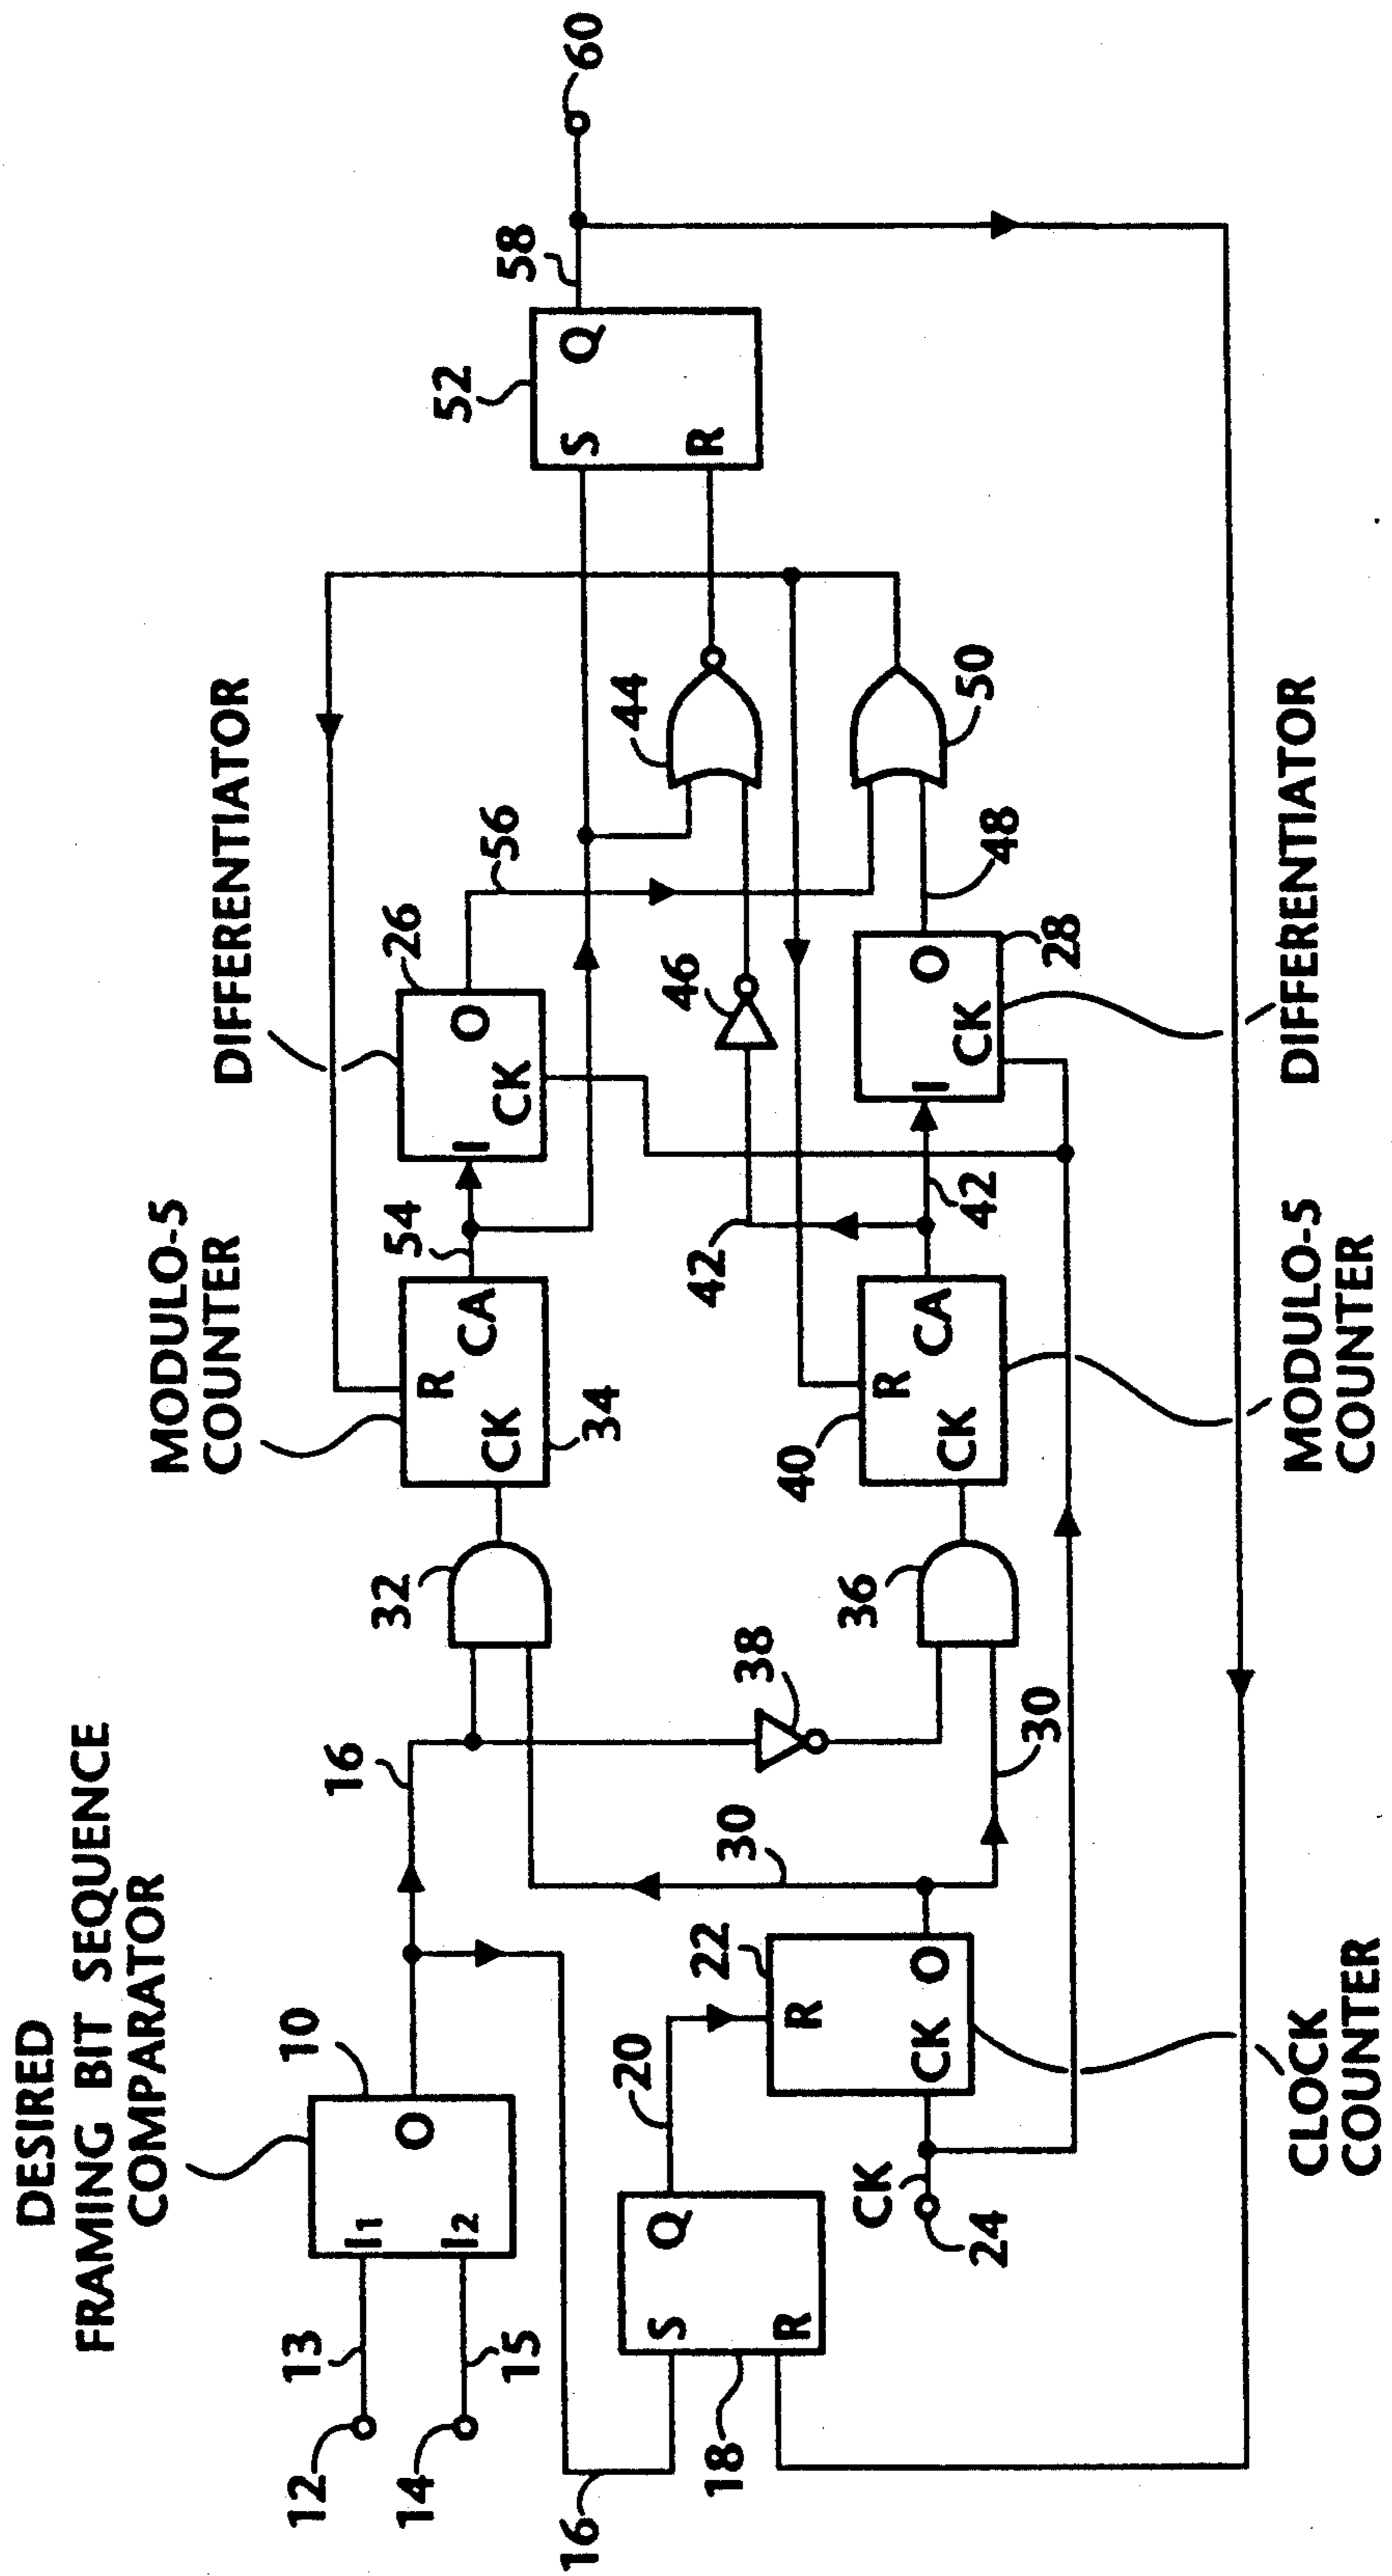 DESIRED
FRAMING BIT SEQUENCE
COMPARATOR
MODULO-5
COUNTER
DIFFERENTIATOR
12
13
14
15
I1
I2
O
10
16
16
S
R
Q
18
20
R
CK
O
22
CK
24
30
30
32
38
36
R
CK
CA
34
R
CK
CA
40
54
42
42
I
O
CK
26
46
I
O
CK
28
56
48
44
50
S
R
Q
52
58
60
CLOCK
COUNTER
MODULO-5
COUNTER
DIFFERENTIATOR